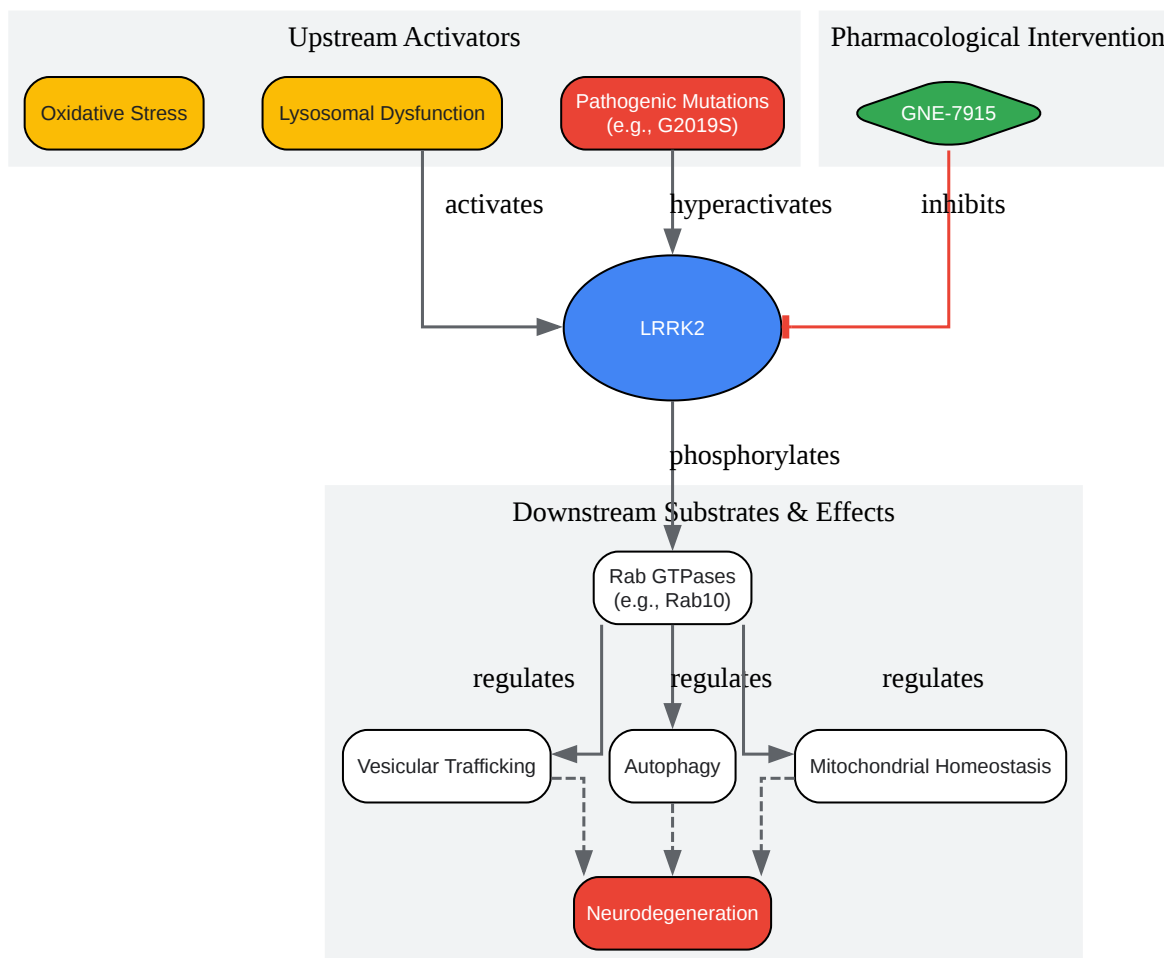 Upstream Activators
Pharmacological Intervention
Oxidative Stress
Lysosomal Dysfunction
Pathogenic Mutations
(e.g., G2019S)
GNE-7915
activates
hyperactivates
inhibits
LRRK2
phosphorylates
Downstream Substrates & Effects
Rab GTPases
(e.g., Rab10)
regulates
regulates
regulates
Vesicular Trafficking
Autophagy
Mitochondrial Homeostasis
Neurodegeneration